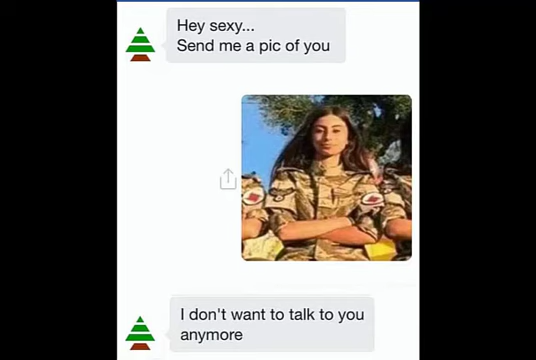 Hey sexy...
Send me a pic of you
I don't want to talk to you
anymore